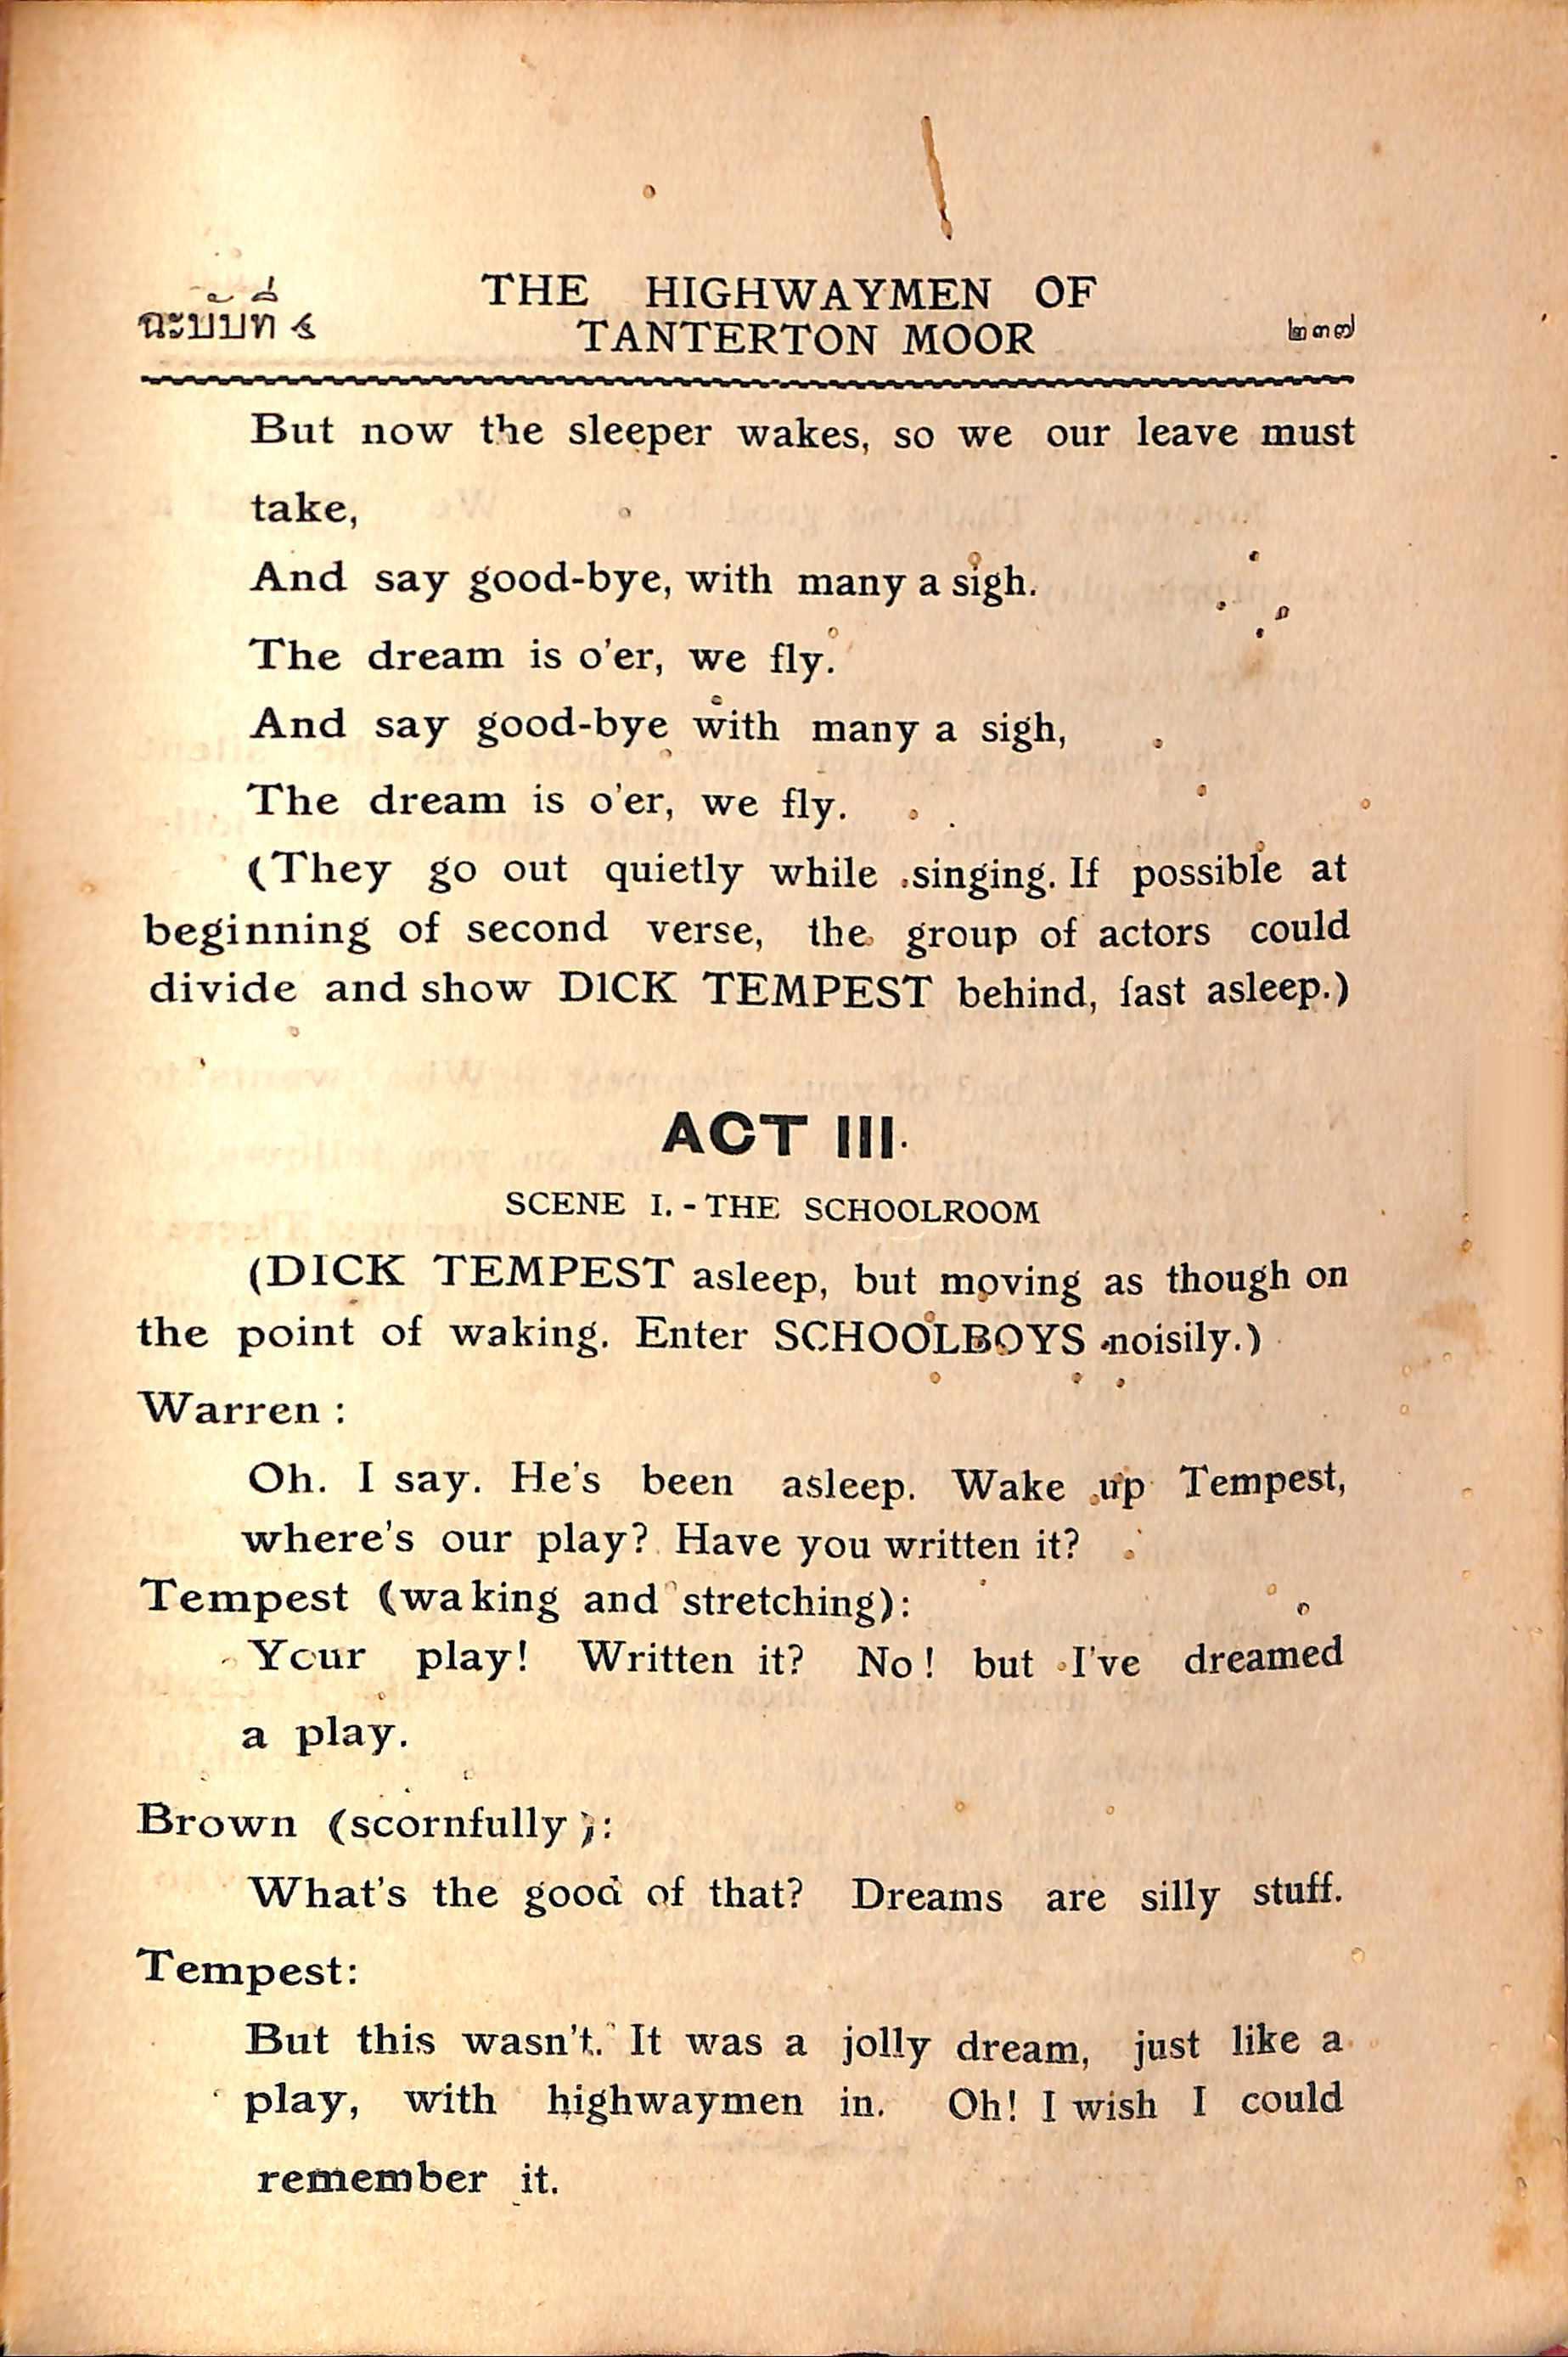 ฉะบับที่ ๔
THE HIGHWAYMEN OF
TANTERTON MOOR
๒๓๗
But now the sleeper wakes, so we our leave must
take,
And say good-bye, with many a sigh.
The dream is o'er, we fly.
And say good-bye with many a sigh,
The dream is o'er, we fly.
(They go out quietly while singing. If possible at
beginning of second verse, the group of actors could
divide and show DICK TEMPEST behind, fast asleep.)
ACT III.
SCENE I. - THE SCHOOLROOM
(DICK TEMPEST asleep, but moving as though on
the point of waking. Enter SCHOOLBOYS noisily.)
Warren :
Oh. I say. He's been asleep. Wake up Tempest,
where's our play? Have you written it?
Tempest (waking and stretching):
Your play! Written it? No! but I've dreamed
a play.
Brown (scornfully):
What's the good of that? Dreams are silly stuff.
Tempest:
But this wasn't. It was a jolly dream, just like a
play, with highwaymen in. Oh! I wish I could
remember it.